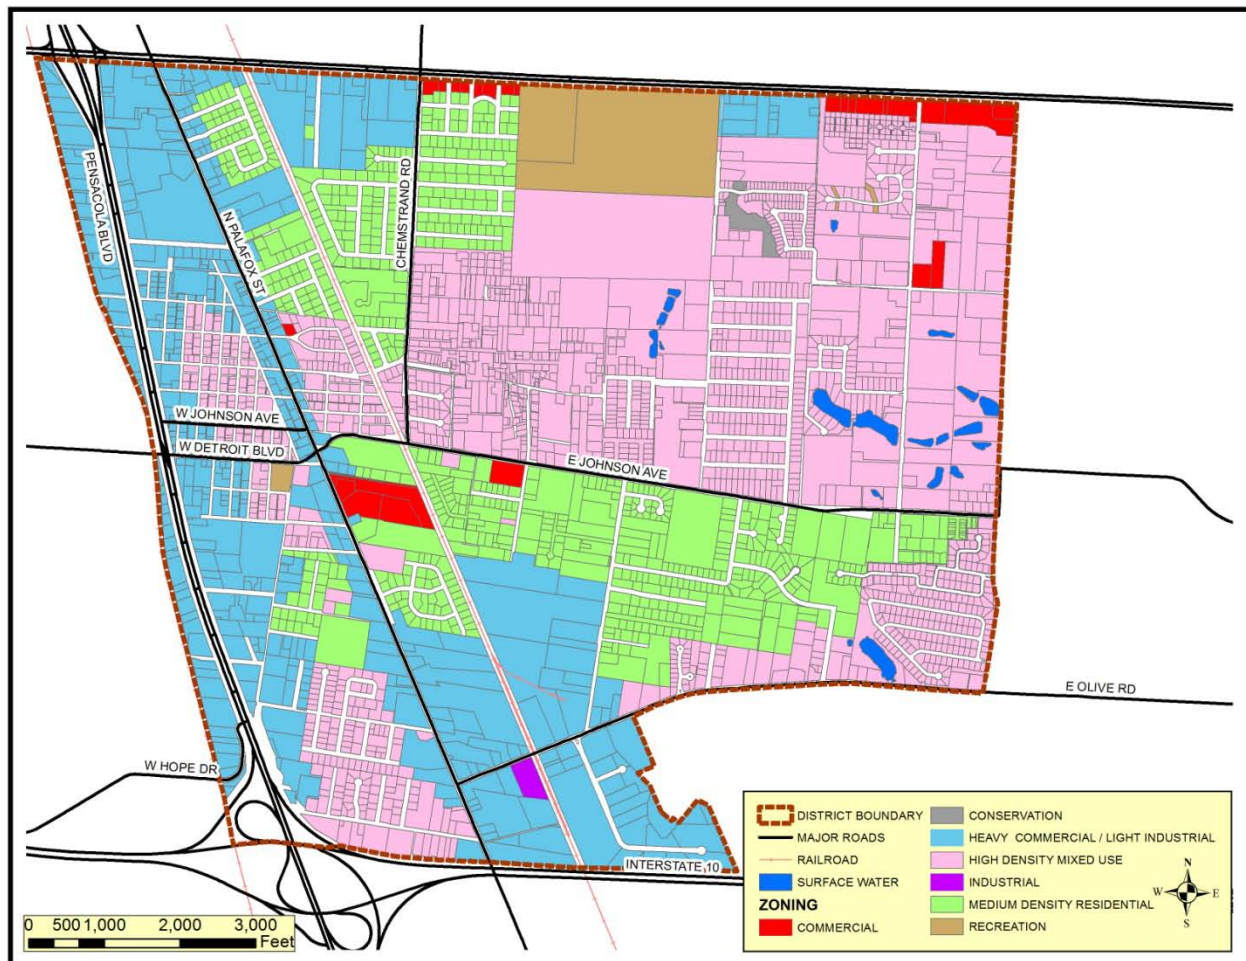 PENSACOLA BLVD
N PALAFOX ST
CHEMSTRAND RD
W JOHNSON AVE
W DETROIT BLVD
E JOHNSON AVE
E OLIVE RD
W HOPE DR
INTERSTATE 10
0 500 1,000 2,000 3,000
Feet
DISTRICT BOUNDARY
MAJOR ROADS
RAILROAD
SURFACE WATER
ZONING
COMMERCIAL
CONSERVATION
HEAVY COMMERCIAL / LIGHT INDUSTRIAL
HIGH DENSITY MIXED USE
INDUSTRIAL
MEDIUM DENSITY RESIDENTIAL
RECREATION
N
W E
S